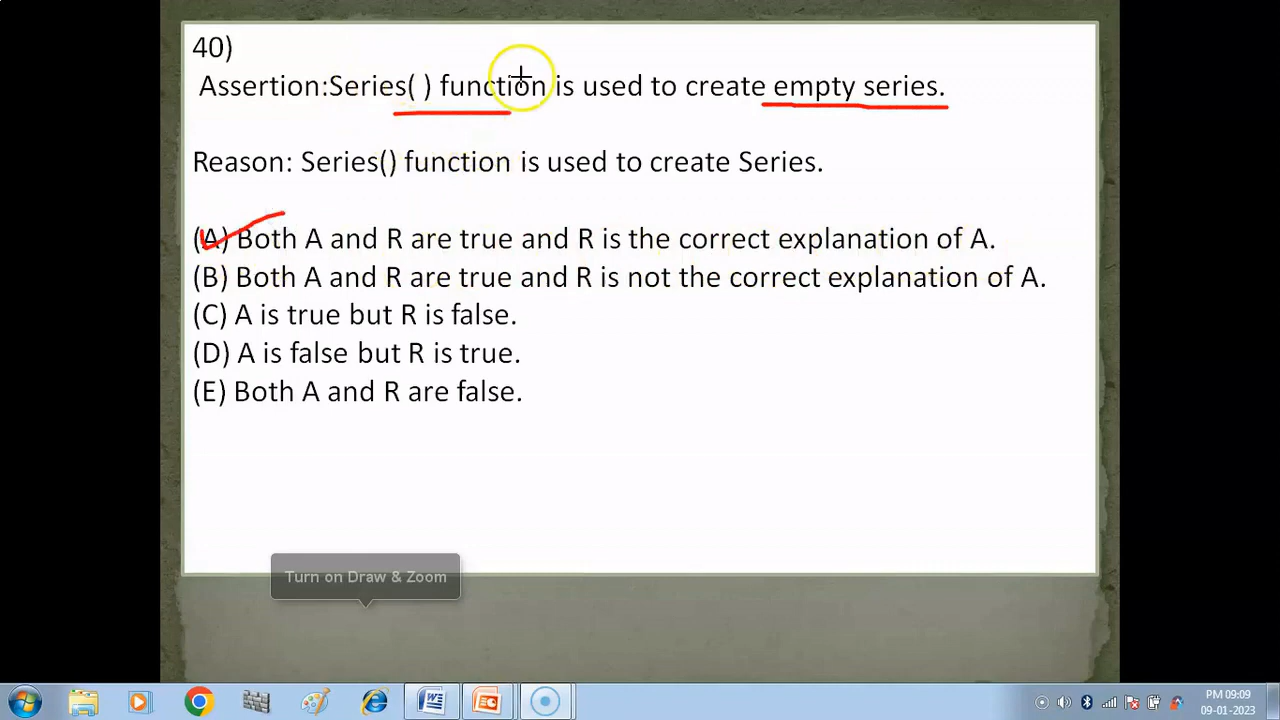 40)
Assertion:Series( ) function is used to create empty series.
Reason: Series() function is used to create Series.
(A) Both A and R are true and R is the correct explanation of A.
(B) Both A and R are true and R is not the correct explanation of A.
(C) A is true but R is false.
(D) A is false but R is true.
(E) Both A and R are false.
Turn on Draw & Zoom
PM 09:09
09-01-2023